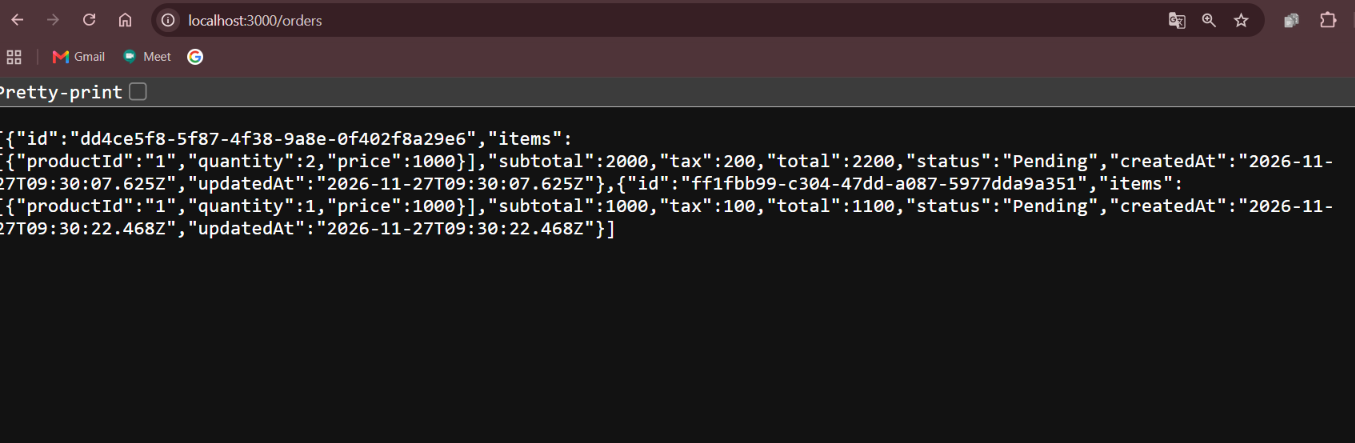 localhost:3000/orders
Gmail Meet
Pretty-print
[{"id":"dd4ce5f8-5f87-4f38-9a8e-0f402f8a29e6","items":
[{"productId":"1","quantity":2,"price":1000}],"subtotal":2000,"tax":200,"total":2200,"status":"Pending","createdAt":"2026-11-
27T09:30:07.625Z","updatedAt":"2026-11-27T09:30:07.625Z"},{"id":"ff1fbb99-c304-47dd-a087-5977dda9a351","items":
[{"productId":"1","quantity":1,"price":1000}],"subtotal":1000,"tax":100,"total":1100,"status":"Pending","createdAt":"2026-11-
27T09:30:22.468Z","updatedAt":"2026-11-27T09:30:22.468Z"}]